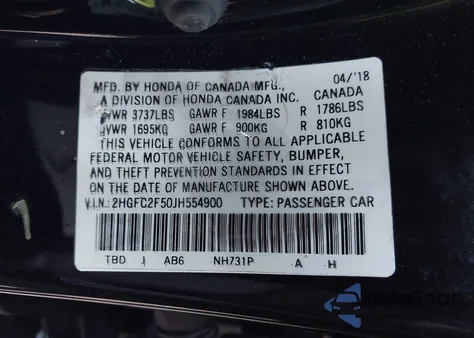 MFD. BY HONDA OF CANADA MFG., 04/'18
A DIVISION OF HONDA CANADA INC. CANADA
GVWR 3737LBS GAWR F 1984LBS R 1786LBS
GVWR 1695KG GAWR F 900KG R 810KG
THIS VEHICLE CONFORMS TO ALL APPLICABLE
FEDERAL MOTOR VEHICLE SAFETY, BUMPER,
AND THEFT PREVENTION STANDARDS IN EFFECT
ON THE DATE OF MANUFACTURE SHOWN ABOVE.
V.I.N.: 2HGFC2F50JH554900 TYPE: PASSENGER CAR
TBD J AB6 NH731P A H